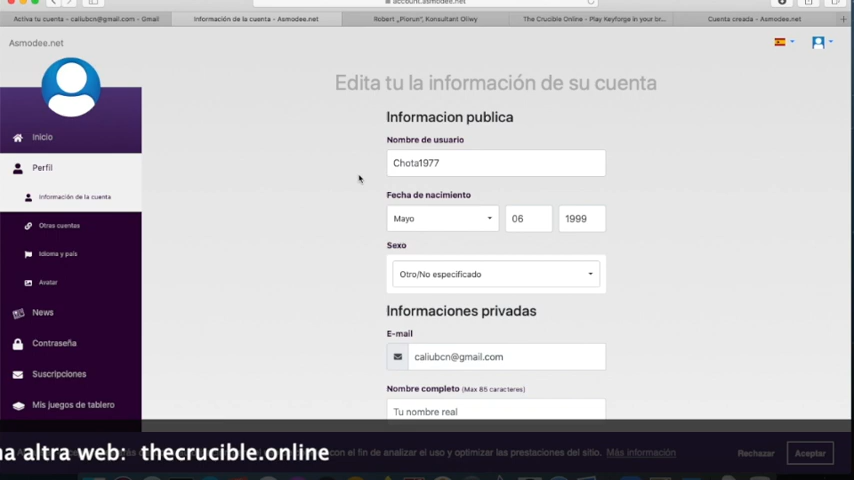 account.asmodee.net
Activa tu cuenta - caliubcn@gmail.com - Gmail
Información de la cuenta - Asmodee.net
Robert „Piorun", Konsultant Oliwy
The Crucible Online - Play Keyforge in your br...
Cuenta creada - Asmodee.net
Asmodee.net
Edita tu la información de su cuenta
Inicio
Perfil
Información de la cuenta
Otras cuentas
Idioma y país
Avatar
News
Contraseña
Suscripciones
Mis juegos de tablero
Informacion publica
Nombre de usuario
Chota1977
Fecha de nacimiento
Mayo 06 1999
Sexo
Otro/No especificado
Informaciones privadas
E-mail
caliubcn@gmail.com
Nombre completo (Max 85 caracteres)
Tu nombre real
con el fin de analizar el uso y optimizar las prestaciones del sitio. Más información
Rechazar
Aceptar
na altra web: thecrucible.online